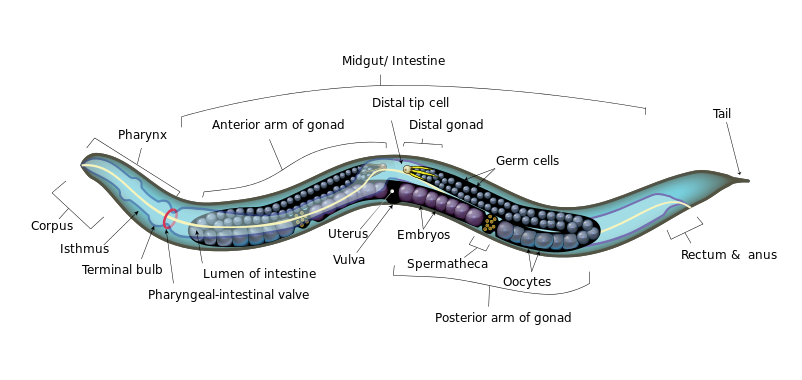 Midgut/ Intestine
Distal tip cell
Tail
Anterior arm of gonad
Distal gonad
Pharynx
Germ cells
Corpus
Uterus
Embryos
Isthmus
Vulva
Spermatheca
Rectum & anus
Terminal bulb
Lumen of intestine
Oocytes
Pharyngeal-intestinal valve
Posterior arm of gonad